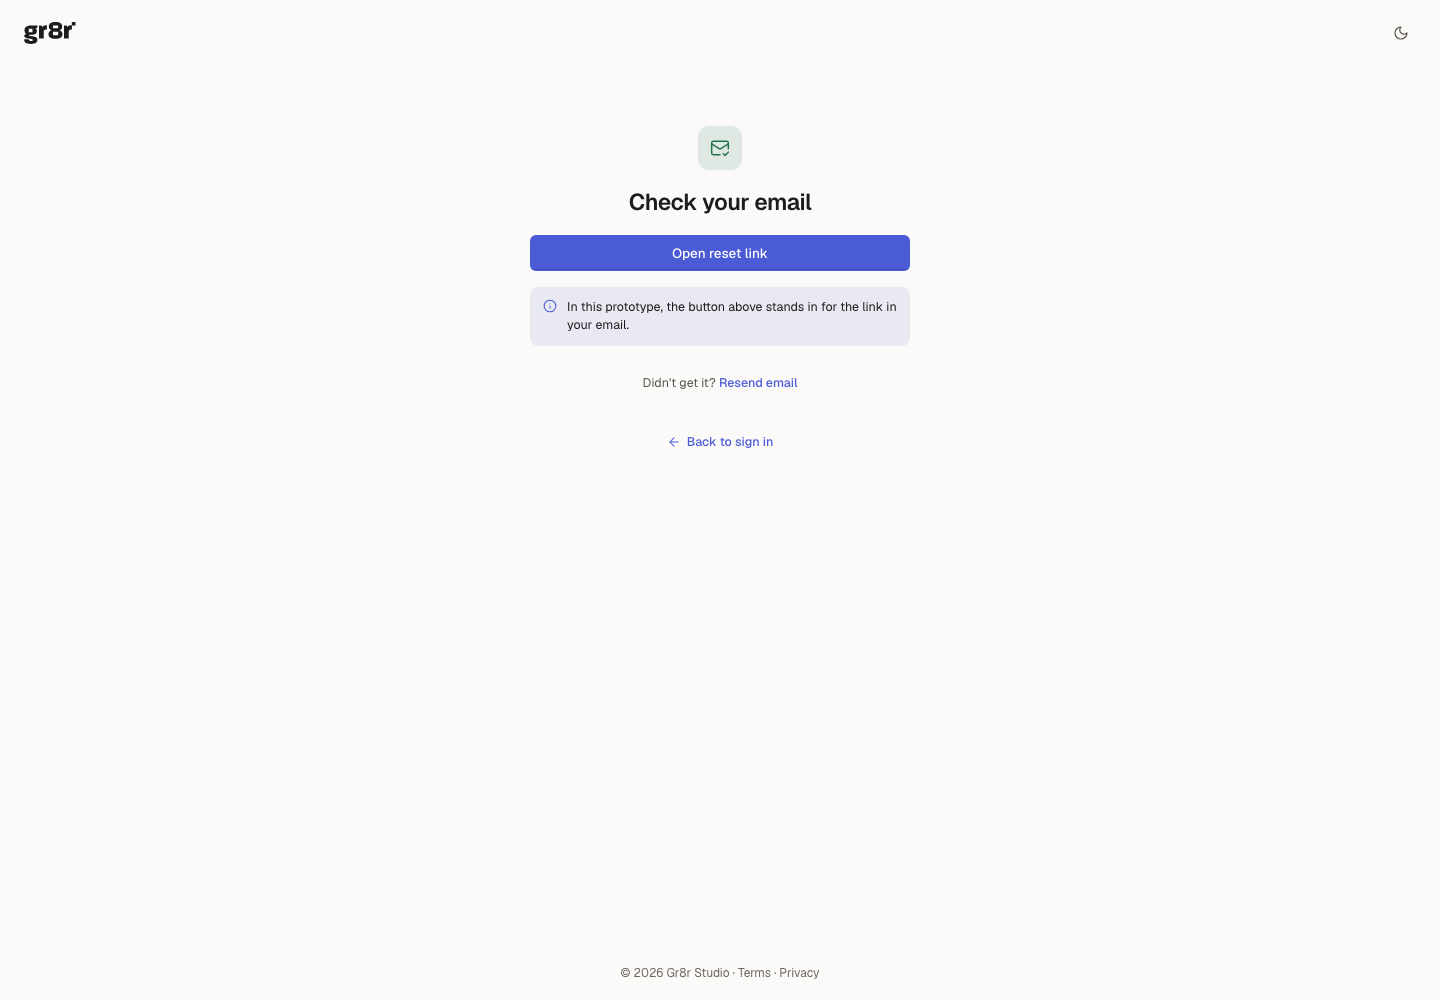 gr8r
Check your email
Open reset link
In this prototype, the button above stands in for the link in
your email.
Didn't get it? Resend email
Back to sign in
© 2026 Gr8r Studio · Terms · Privacy